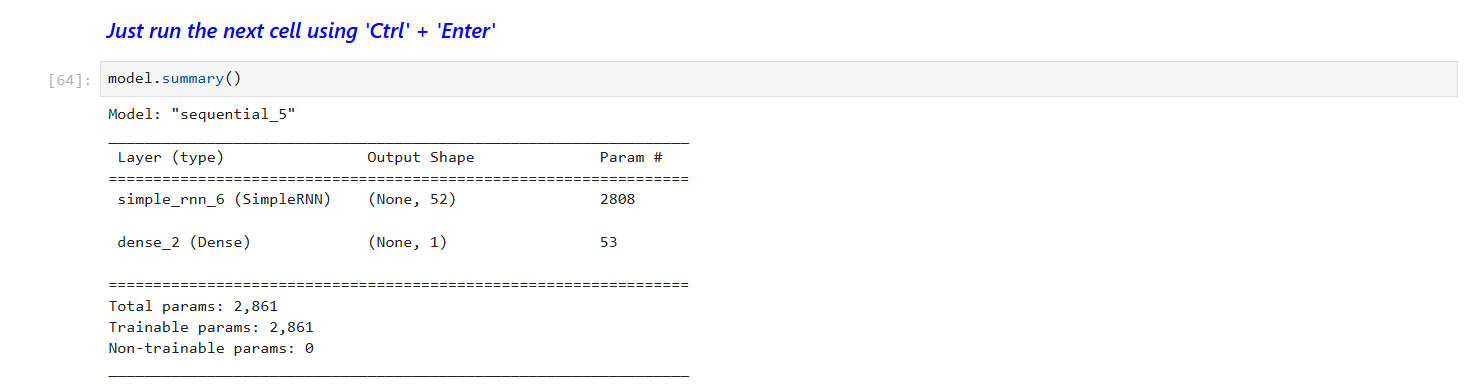 Just run the next cell using 'Ctrl' + 'Enter'
[64]: model.summary()
Model: "sequential_5"
_________________________________________________________________
Layer (type) Output Shape Param #
=================================================================
simple_rnn_6 (SimpleRNN) (None, 52) 2808
dense_2 (Dense) (None, 1) 53
=================================================================
Total params: 2,861
Trainable params: 2,861
Non-trainable params: 0
_________________________________________________________________